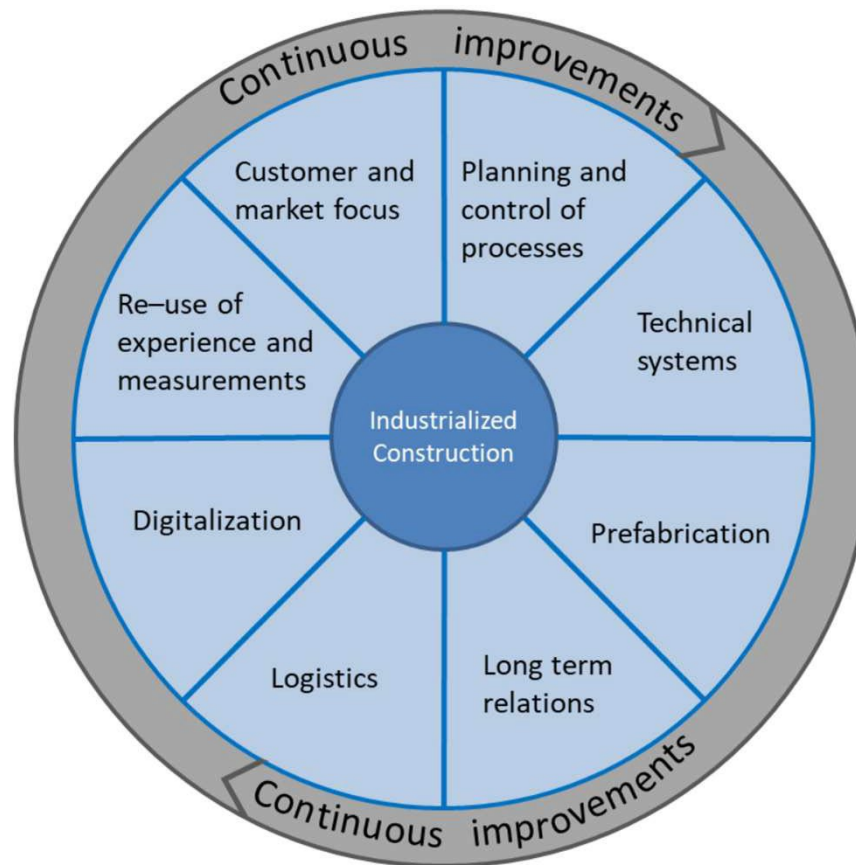 Continuous improvements
Customer and
market focus
Planning and
control of
processes
Re–use of
experience and
measurements
Technical
systems
Industrialized
Construction
Digitalization
Prefabrication
Logistics
Long term
relations
Continuous improvements